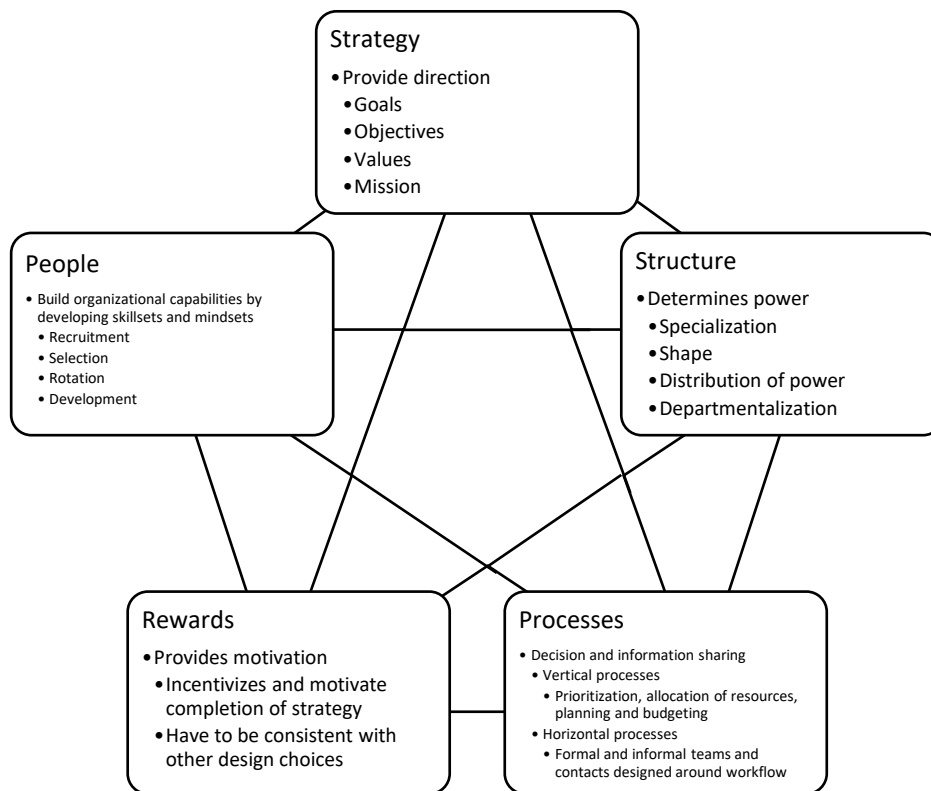 Strategy
•Provide direction
•Goals
•Objectives
•Values
•Mission
People
• Build organizational capabilities by
developing skillsets and mindsets
• Recruitment
• Selection
• Rotation
• Development
Structure
•Determines power
•Specialization
•Shape
•Distribution of power
•Departmentalization
Rewards
•Provides motivation
•Incentivizes and motivate
completion of strategy
•Have to be consistent with
other design choices
Processes
• Decision and information sharing
• Vertical processes
• Prioritization, allocation of resources,
planning and budgeting
• Horizontal processes
• Formal and informal teams and
contacts designed around workflow